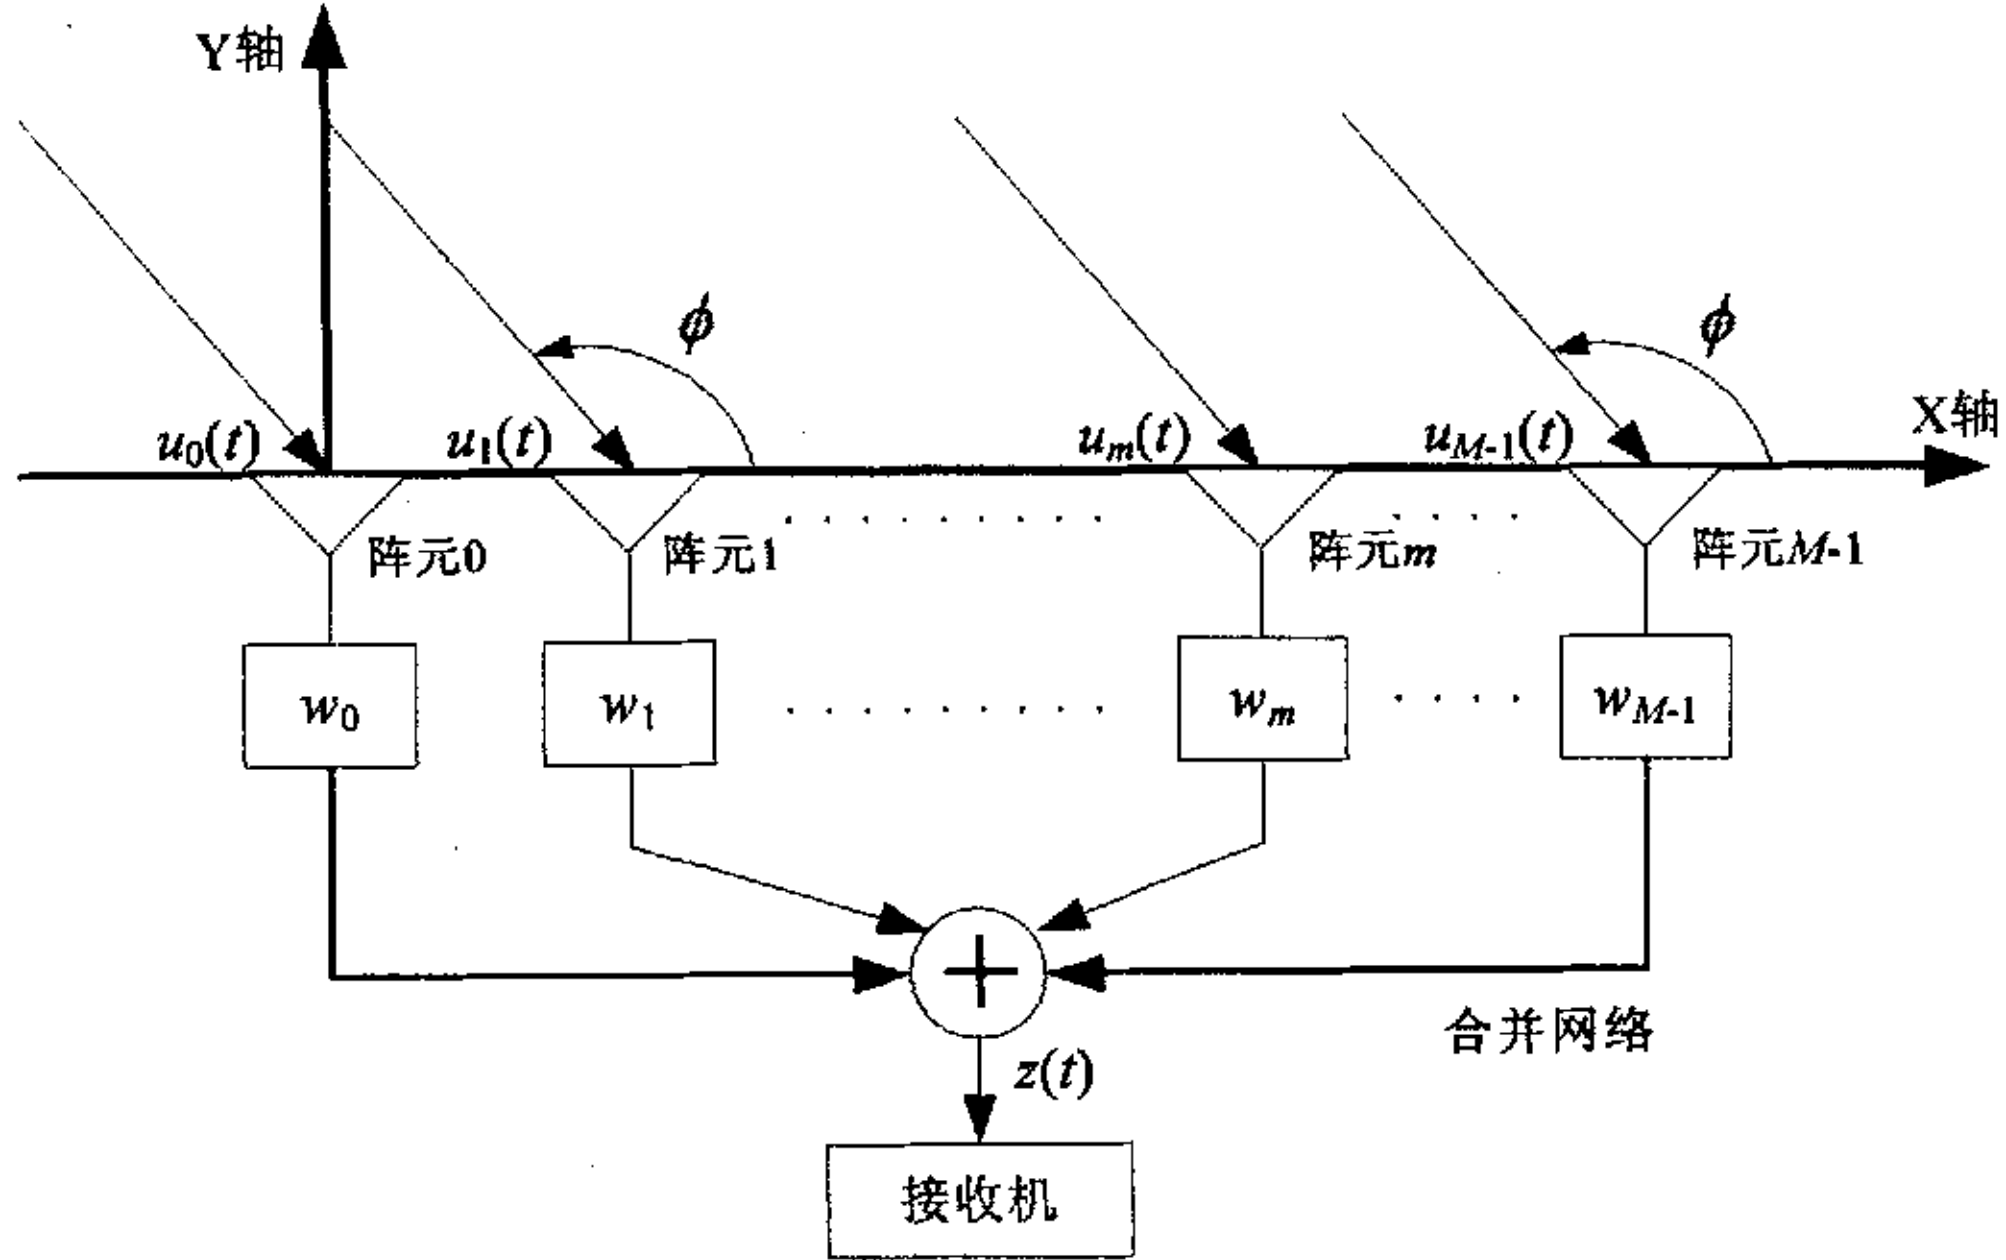 Y轴
ϕ
ϕ
X轴
u0(t)
u1(t)
um(t)
uM-1(t)
阵元0
阵元1
阵元m
阵元M-1
w0
w1
wm
wM-1
+
合并网络
z(t)
接收机